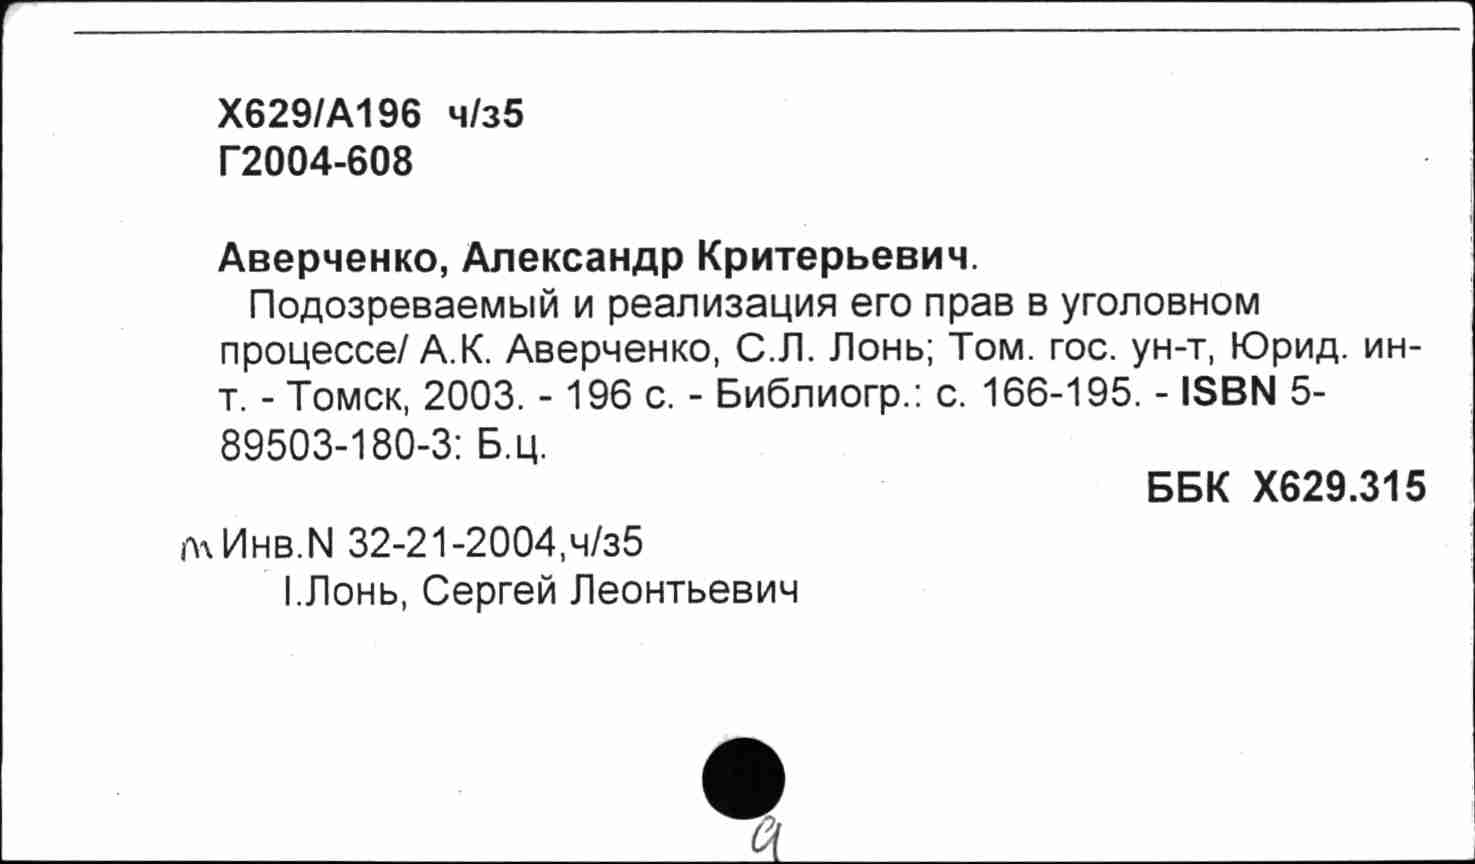 Х629/А196 ч/з5
Г2004-608
Аверченко, Александр Критерьевич.
Подозреваемый и реализация его прав в уголовном
процессе/ А.К. Аверченко, С.Л. Лонь; Том. гос. ун-т, Юрид. ин-
т. - Томск, 2003. - 196 с. - Библиогр.: с. 166-195. - ISBN 5-
89503-180-3: Б.ц.
ББК Х629.315
Инв.N 32-21-2004,ч/з5
I.Лонь, Сергей Леонтьевич